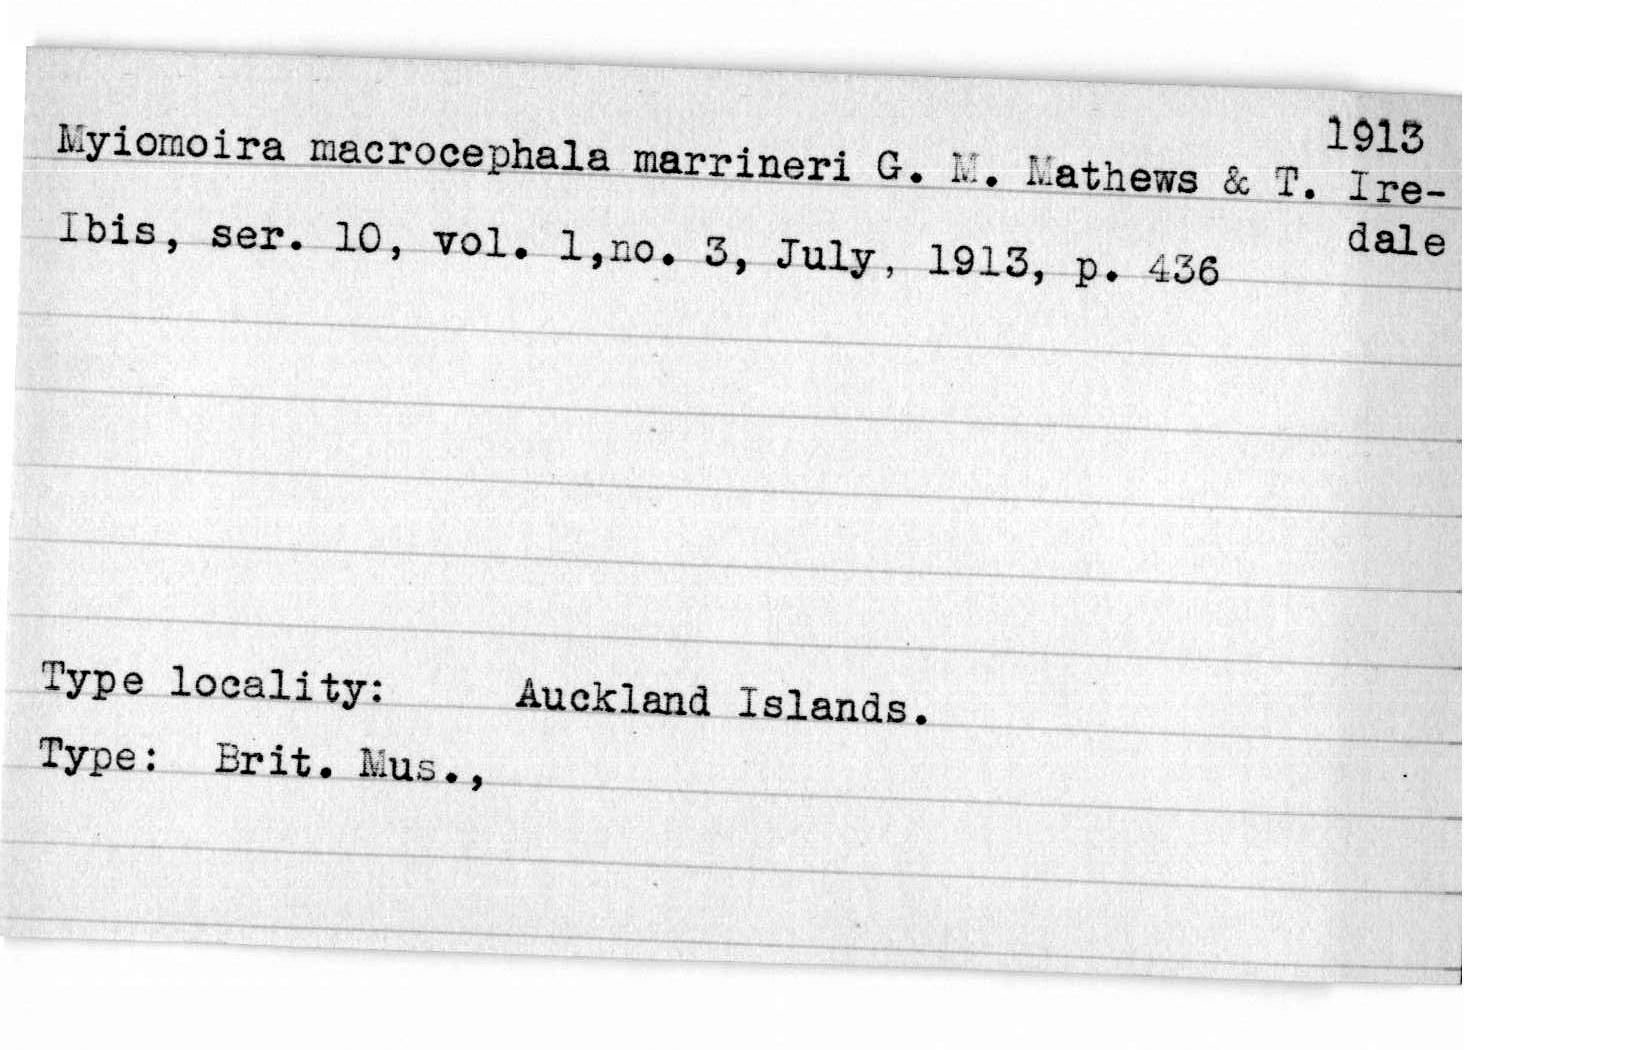 1913
Myiomoira macrocephala marrineri G. M. Mathews & T. Ire-
dale
Ibis, ser. 10, vol. 1,no. 3, July, 1913, p. 436
Type locality: Auckland Islands.
Type: Brit. Mus.,